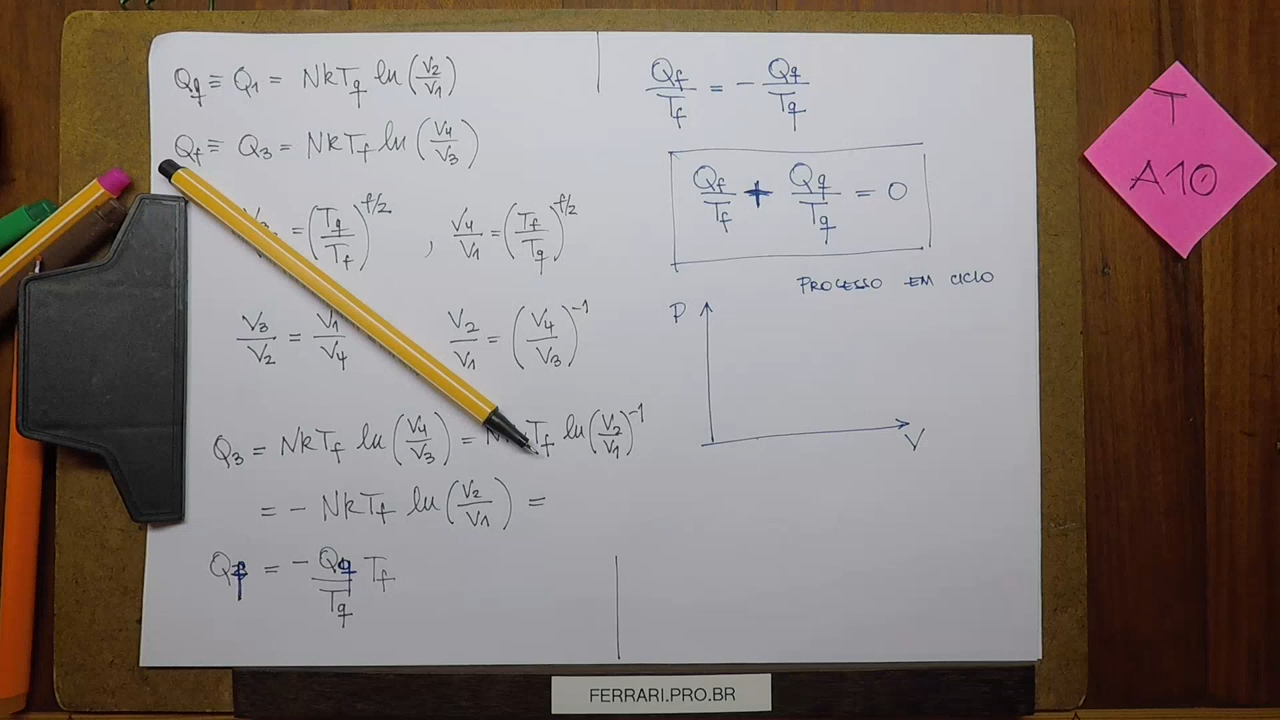 Qq ≡ Q1 = NkTq ln(V2/V1)
Qf ≡ Q3 = NkTf ln(V4/V3)
= (Tq/Tf)^f/2 , V4/V1 = (Tf/Tq)^f/2
V3/V2 = V1/V4 V2/V1 = (V4/V3)^-1
Q3 = NkTf ln(V4/V3) = Tf ln(V2/V1)^-1
= - NkTf ln(V2/V1) =
Qf = - Qq/Tq Tf
Qf/Tf = - Qq/Tq
Qf/Tf + Qq/Tq = 0
PROCESSO EM CICLO
P
V
T
A10
FERRARI.PRO.BR